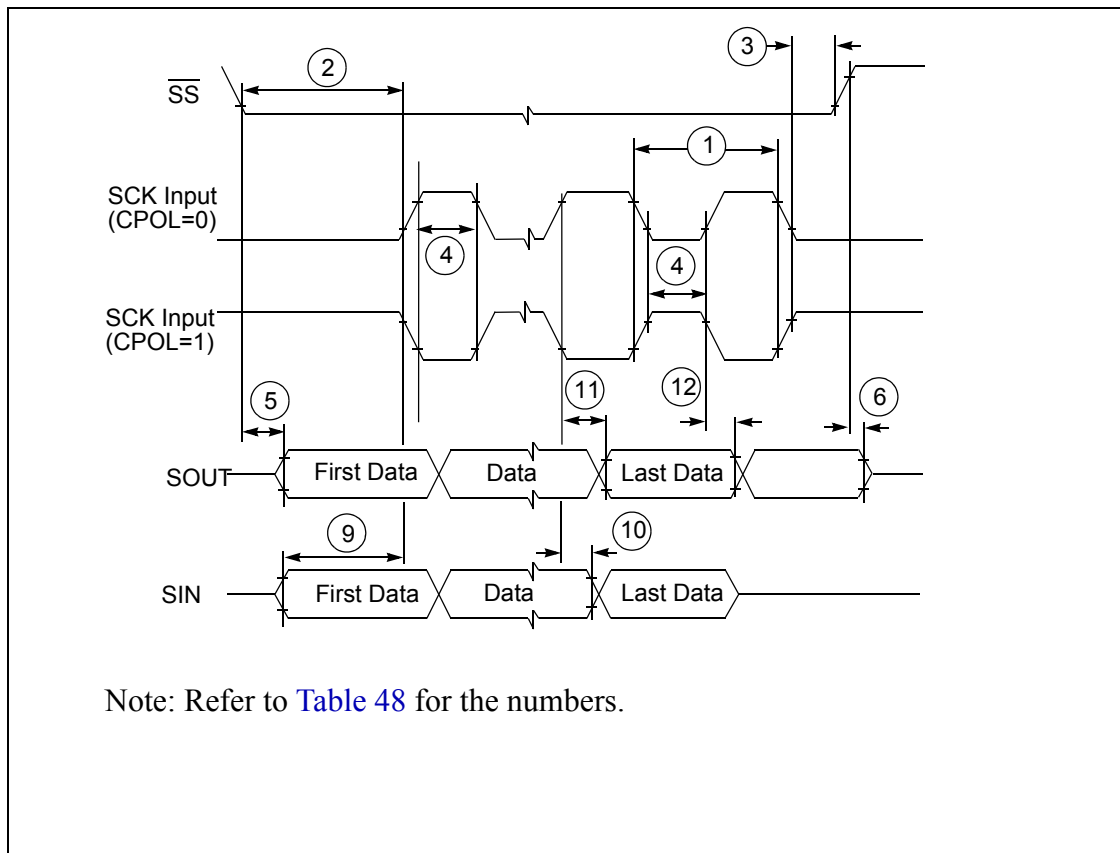 3
2
SS
1
SCK Input
(CPOL=0)
4
4
SCK Input
(CPOL=1)
5
11
12
6
SOUT
First Data
Data
Last Data
9
10
SIN
First Data
Data
Last Data
Note: Refer to Table 48 for the numbers.